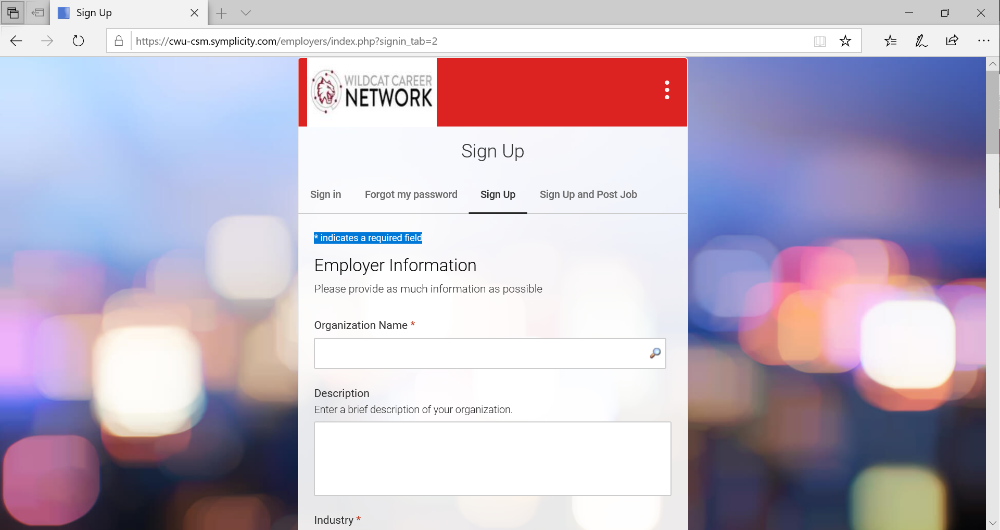 Sign Up
https://cwu-csm.symplicity.com/employers/index.php?signin_tab=2
WILDCAT CAREER
NETWORK
Sign Up
Sign in Forgot my password Sign Up Sign Up and Post Job
* indicates a required field
Employer Information
Please provide as much information as possible
Organization Name *
Description
Enter a brief description of your organization.
Industry *